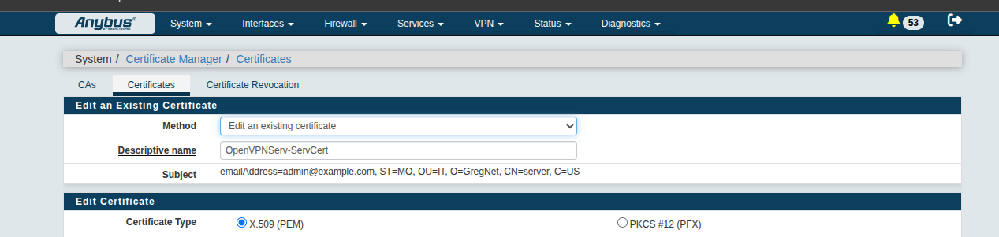 Anybus®
BY HMS NETWORKS
System Interfaces Firewall Services VPN Status Diagnostics 53
System / Certificate Manager / Certificates
CAs Certificates Certificate Revocation
Edit an Existing Certificate
Method Edit an existing certificate
Descriptive name OpenVPNServ-ServCert
Subject emailAddress=admin@example.com, ST=MO, OU=IT, O=GregNet, CN=server, C=US
Edit Certificate
Certificate Type X.509 (PEM) PKCS #12 (PFX)